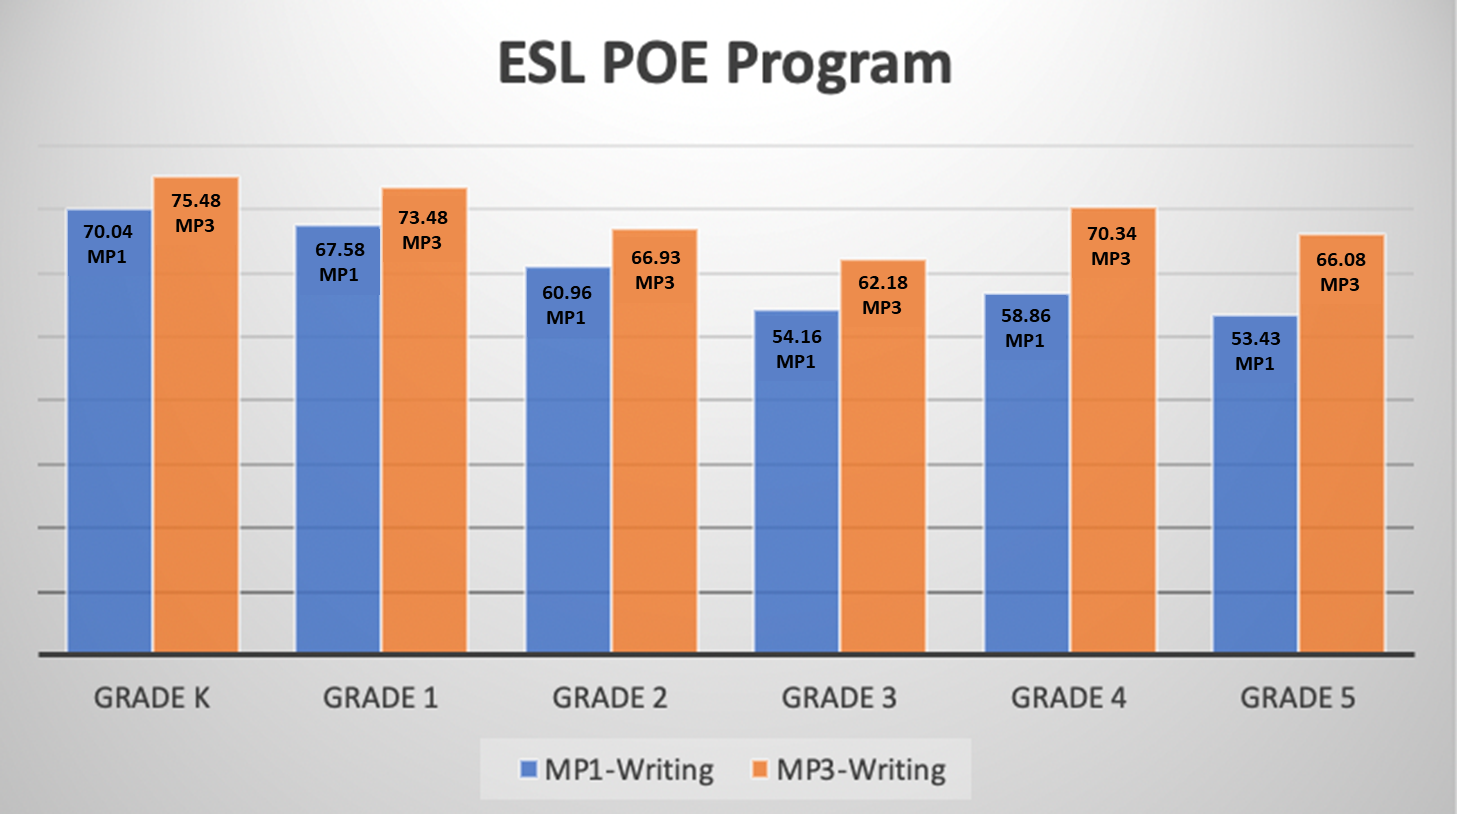 ESL POE Program
70.04
MP1
75.48
MP3
67.58
MP1
73.48
MP3
60.96
MP1
66.93
MP3
54.16
MP1
62.18
MP3
58.86
MP1
70.34
MP3
53.43
MP1
66.08
MP3
GRADE K
GRADE 1
GRADE 2
GRADE 3
GRADE 4
GRADE 5
MP1-Writing
MP3-Writing